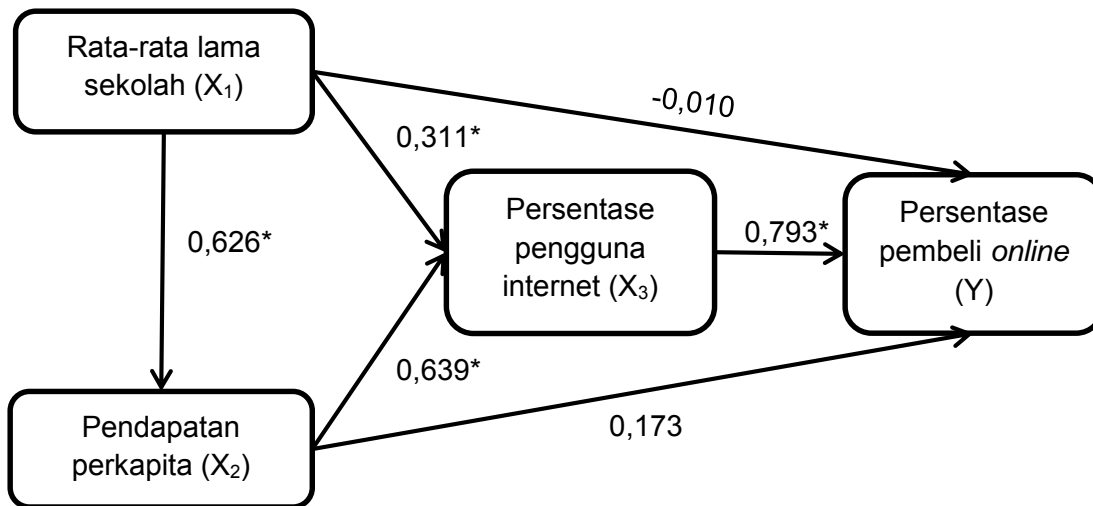 Rata-rata lama
sekolah (X₁)
-0,010
0,311*
Persentase
pengguna
internet (X₃)
0,793*
Persentase
pembeli online
(Y)
0,626*
0,639*
0,173
Pendapatan
perkapita (X₂)